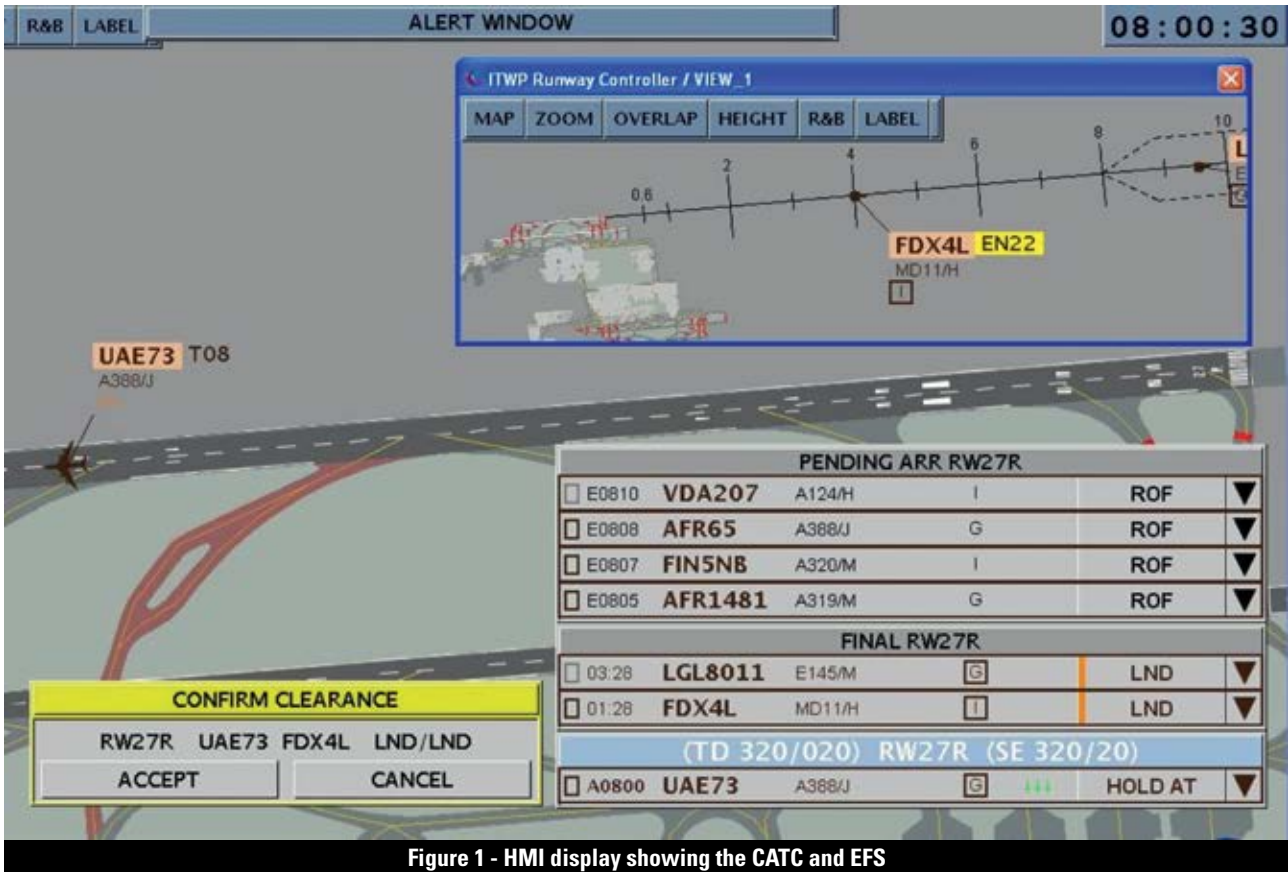 R&B LABEL
ALERT WINDOW
08:00:30
ITWP Runway Controller / VIEW_1
MAP ZOOM OVERLAP HEIGHT R&B LABEL
0.6 2 4 6 8 10
L
E
G
FDX4L EN22
MD11/H
I
UAE73 T08
A388/J
PENDING ARR RW27R
E0810 VDA207 A124/H I ROF
E0808 AFR65 A388/J G ROF
E0807 FIN5NB A320/M I ROF
E0805 AFR1481 A319/M G ROF
FINAL RW27R
03:28 LGL8011 E145/M G LND
01:28 FDX4L MD11/H I LND
(TD 320/020) RW27R (SE 320/20)
A0800 UAE73 A388/J G ↓↓↓ HOLD AT
CONFIRM CLEARANCE
RW27R UAE73 FDX4L LND/LND
ACCEPT CANCEL
Figure 1 - HMI display showing the CATC and EFS